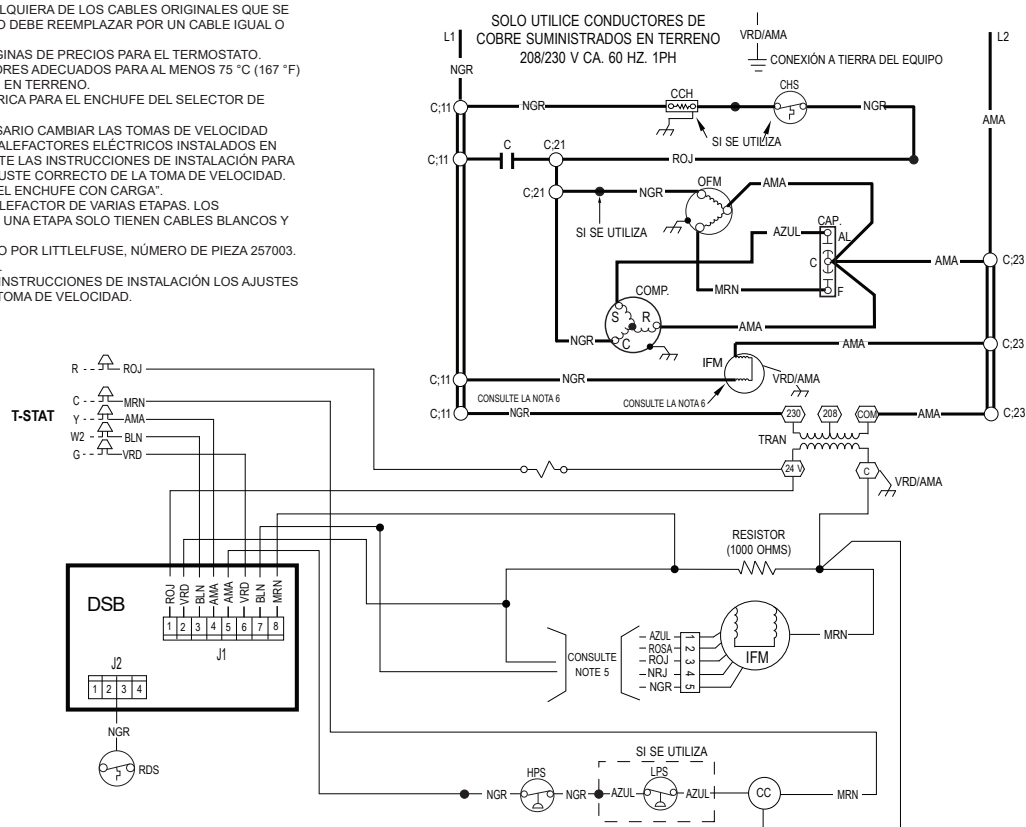 LQUIERA DE LOS CABLES ORIGINALES QUE SE
O DEBE REEMPLAZAR POR UN CABLE IGUAL O
GINAS DE PRECIOS PARA EL TERMOSTATO.
ORES ADECUADOS PARA AL MENOS 75 °C (167 °F)
EN TERRENO.
RICA PARA EL ENCHUFE DEL SELECTOR DE
SARIO CAMBIAR LAS TOMAS DE VELOCIDAD
ALEFACTORES ELÉCTRICOS INSTALADOS EN
TE LAS INSTRUCCIONES DE INSTALACIÓN PARA
USTE CORRECTO DE LA TOMA DE VELOCIDAD.
EL ENCHUFE CON CARGA".
LEFACTOR DE VARIAS ETAPAS. LOS
UNA ETAPA SOLO TIENEN CABLES BLANCOS Y
O POR LITTLELFUSE, NÚMERO DE PIEZA 257003.
INSTRUCCIONES DE INSTALACIÓN LOS AJUSTES
TOMA DE VELOCIDAD.
SOLO UTILICE CONDUCTORES DE
COBRE SUMINISTRADOS EN TERRENO
208/230 V CA. 60 HZ. 1PH
L1
NGR
VRD/AMA
CONEXIÓN A TIERRA DEL EQUIPO
L2
AMA
C;11
NGR
CCH
CHS
NGR
SI SE UTILIZA
C;11
C
C;21
ROJ
C;21
NGR
OFM
AMA
SI SE UTILIZA
AZUL
CAP.
AL
C
F
AMA
C;23
MRN
COMP.
S
R
C
AMA
NGR
AMA
C;23
IFM
C;11
NGR
VRD/AMA
CONSULTE LA NOTA 6
CONSULTE LA NOTA 6
C;11
NGR
230
208
COM
AMA
C;23
TRAN
24 V
C
VRD/AMA
T-STAT
R
ROJ
C
MRN
Y
AMA
W2
BLN
G
VRD
RESISTOR
(1000 OHMS)
DSB
ROJ
VRD
BLN
AMA
AMA
VRD
BLN
MRN
1 2 3 4 5 6 7 8
J1
J2
1 2 3 4
NGR
RDS
CONSULTE
NOTE 5
AZUL
ROSA
ROJ
NRJ
NGR
1
2
3
4
5
IFM
MRN
SI SE UTILIZA
HPS
LPS
NGR
NGR
AZUL
AZUL
CC
MRN